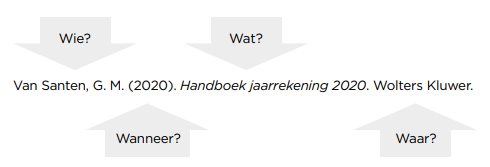 Wie? Wat?
Van Santen, G. M. (2020). Handboek jaarrekening 2020. Wolters Kluwer.
Wanneer? Waar?